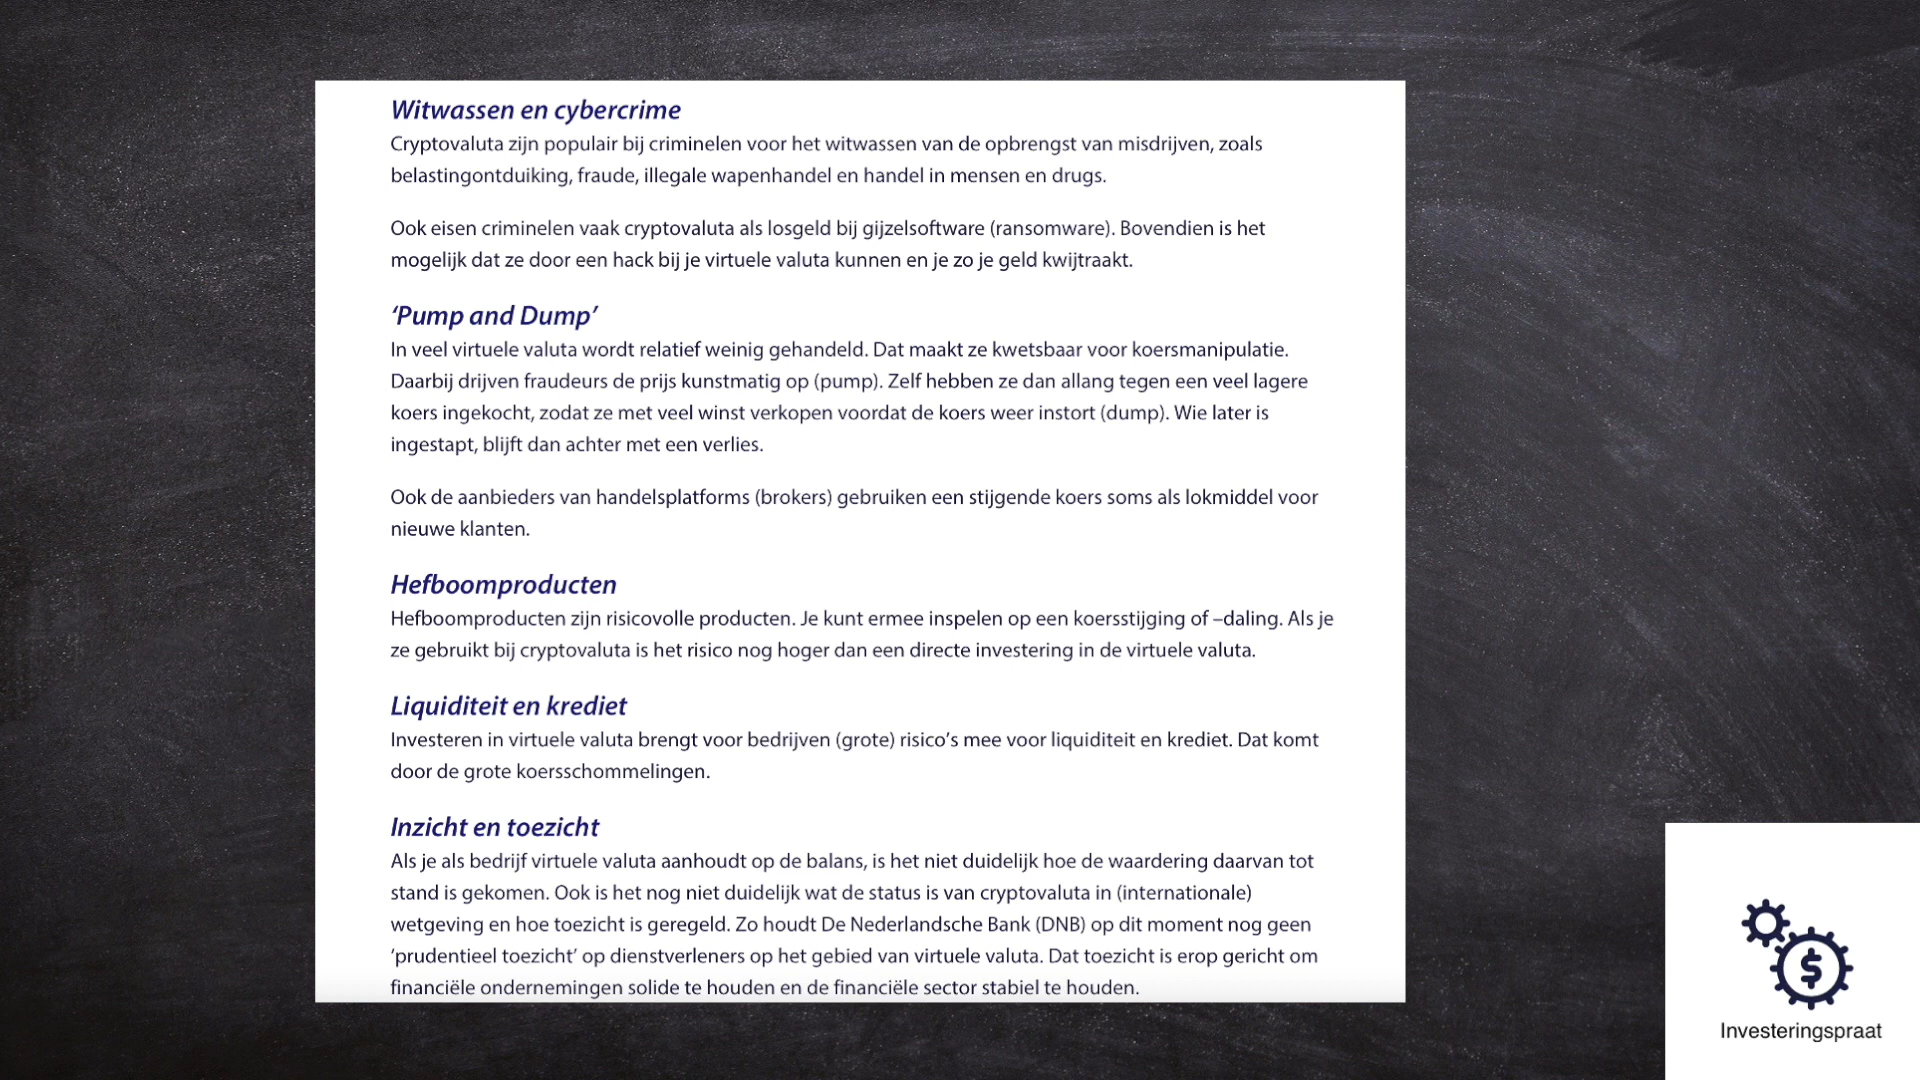 Witwassen en cybercrime
Cryptovaluta zijn populair bij criminelen voor het witwassen van de opbrengst van misdrijven, zoals
belastingontduiking, fraude, illegale wapenhandel en handel in mensen en drugs.
Ook eisen criminelen vaak cryptovaluta als losgeld bij gijzelsoftware (ransomware). Bovendien is het
mogelijk dat ze door een hack bij je virtuele valuta kunnen en je zo je geld kwijtraakt.
‘Pump and Dump’
In veel virtuele valuta wordt relatief weinig gehandeld. Dat maakt ze kwetsbaar voor koersmanipulatie.
Daarbij drijven fraudeurs de prijs kunstmatig op (pump). Zelf hebben ze dan allang tegen een veel lagere
koers ingekocht, zodat ze met veel winst verkopen voordat de koers weer instort (dump). Wie later is
ingestapt, blijft dan achter met een verlies.
Ook de aanbieders van handelsplatforms (brokers) gebruiken een stijgende koers soms als lokmiddel voor
nieuwe klanten.
Hefboomproducten
Hefboomproducten zijn risicovolle producten. Je kunt ermee inspelen op een koersstijging of –daling. Als je
ze gebruikt bij cryptovaluta is het risico nog hoger dan een directe investering in de virtuele valuta.
Liquiditeit en krediet
Investeren in virtuele valuta brengt voor bedrijven (grote) risico’s mee voor liquiditeit en krediet. Dat komt
door de grote koersschommelingen.
Inzicht en toezicht
Als je als bedrijf virtuele valuta aanhoudt op de balans, is het niet duidelijk hoe de waardering daarvan tot
stand is gekomen. Ook is het nog niet duidelijk wat de status is van cryptovaluta in (internationale)
wetgeving en hoe toezicht is geregeld. Zo houdt De Nederlandsche Bank (DNB) op dit moment nog geen
‘prudentieel toezicht’ op dienstverleners op het gebied van virtuele valuta. Dat toezicht is erop gericht om
financiële ondernemingen solide te houden en de financiële sector stabiel te houden.
$
Investeringspraat